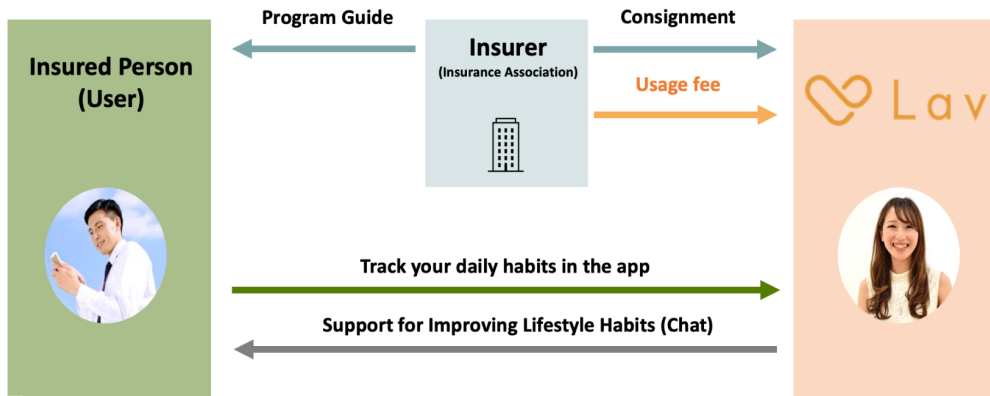 Program Guide
Consignment
Insured Person
(User)
Insurer
(Insurance Association)
Usage fee
Lav
Track your daily habits in the app
Support for Improving Lifestyle Habits (Chat)